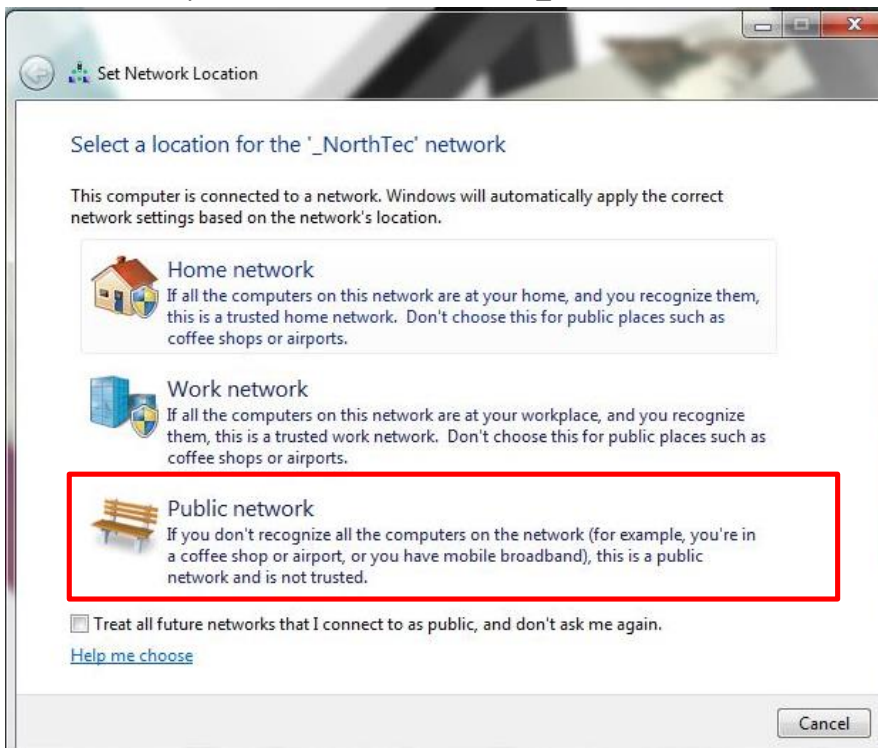 Set Network Location
Select a location for the '_NorthTec' network
This computer is connected to a network. Windows will automatically apply the correct
network settings based on the network's location.
Home network
If all the computers on this network are at your home, and you recognize them,
this is a trusted home network.  Don't choose this for public places such as
coffee shops or airports.
Work network
If all the computers on this network are at your workplace, and you recognize
them, this is a trusted work network.  Don't choose this for public places such as
coffee shops or airports.
Public network
If you don't recognize all the computers on the network (for example, you're in
a coffee shop or airport, or you have mobile broadband), this is a public
network and is not trusted.
Treat all future networks that I connect to as public, and don't ask me again.
Help me choose
Cancel